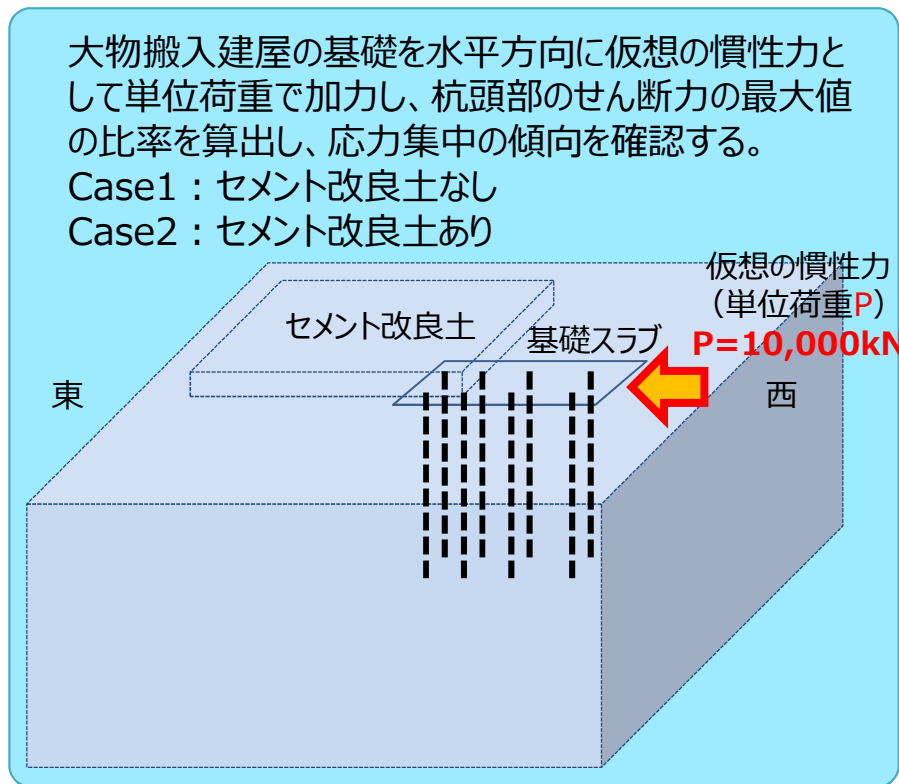 大物搬入建屋の基礎を水平方向に仮想の慣性力と
して単位荷重で加力し、杭頭部のせん断力の最大値
の比率を算出し、応力集中の傾向を確認する。
Case1：セメント改良土なし
Case2：セメント改良土あり
仮想の慣性力
（単位荷重P）
P=10,000kN
セメント改良土
基礎スラブ
東
西